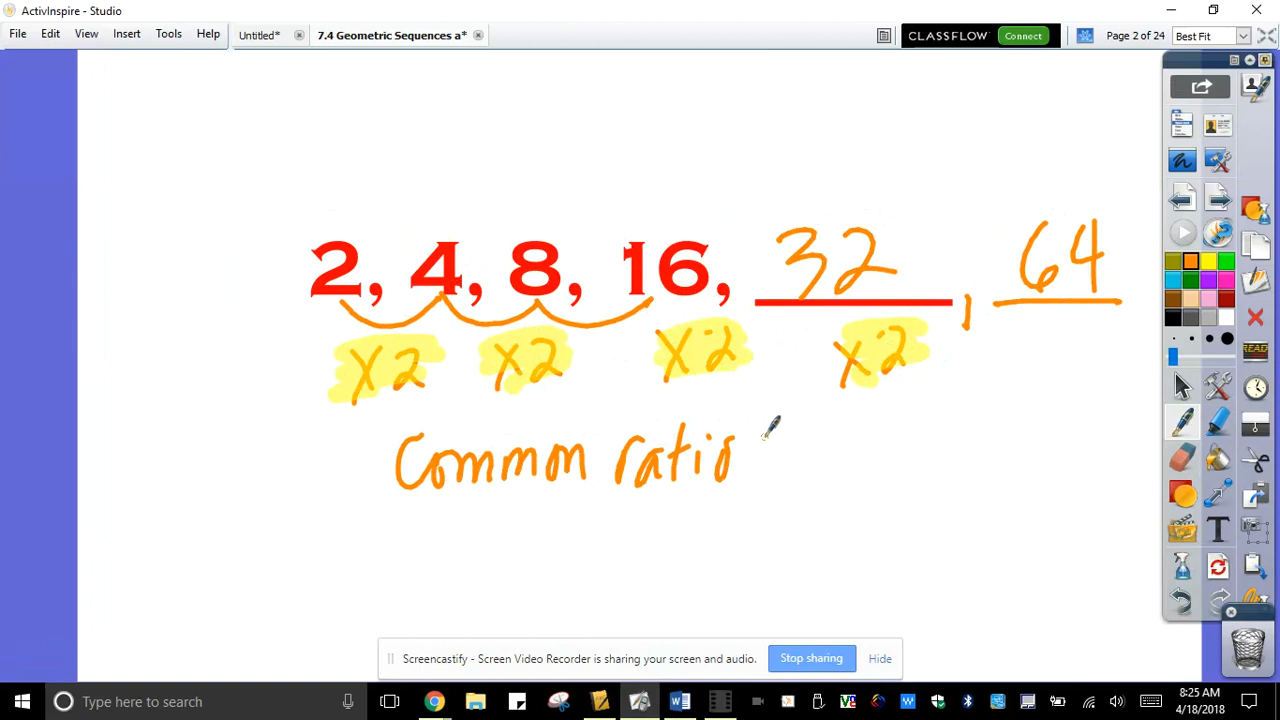 ActivInspire - Studio
File Edit View Insert Tools Help Untitled* 7.4 Geometric Sequences a* CLASSFLOW Connect Page 2 of 24 Best Fit
2, 4, 8, 16, 32, 64
X2 X2 X2 X2
Common ratio
READ
T
Screencastify - Screen Video Recorder is sharing your screen and audio. Stop sharing Hide
Type here to search
8:25 AM
4/18/2018